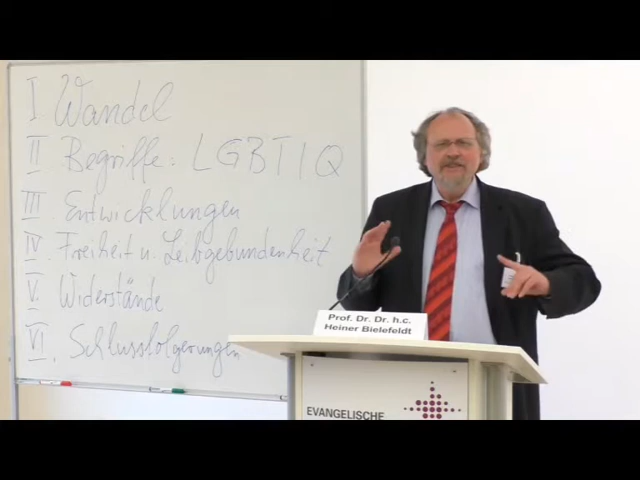 I Wandel
II Begriffe: LGBTIQ
III Entwicklungen
IV Freiheit u. Leibgebundenheit
V. Widerstände
VI Schlussfolgerungen
Prof. Dr. Dr. h.c.
Heiner Bielefeldt
EVANGELISCHE